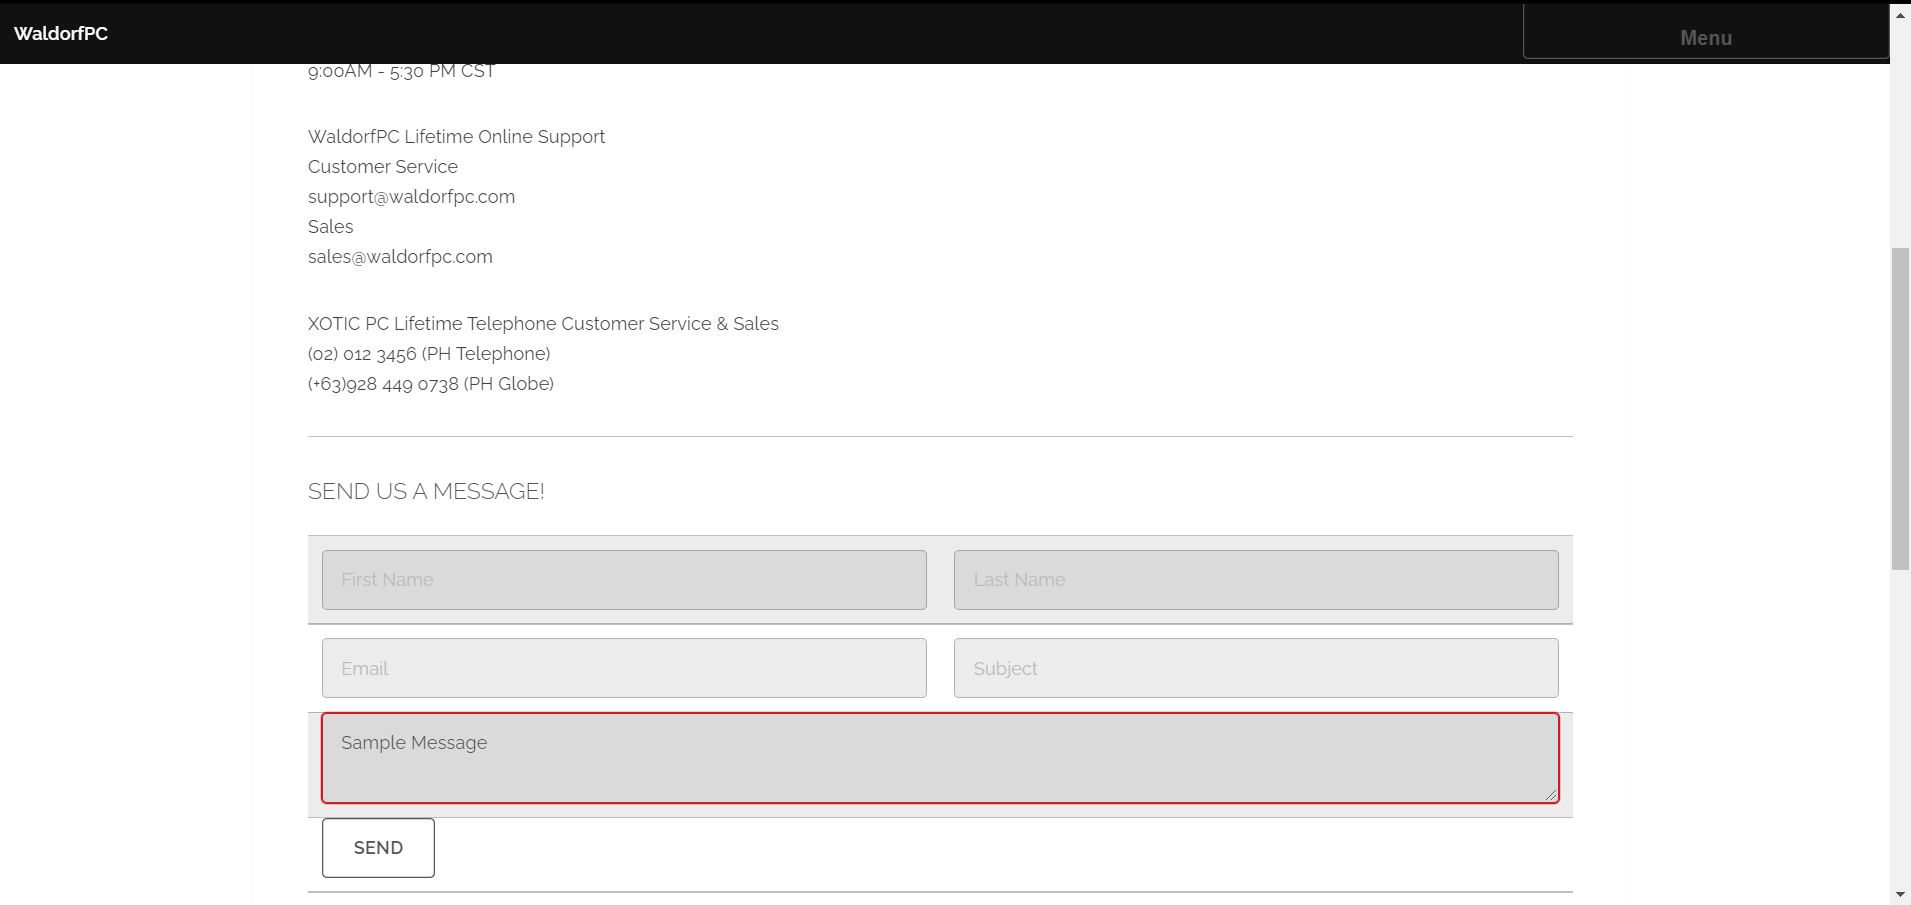 WaldorfPC
Menu
9:00AM - 5:30 PM CST
WaldorfPC Lifetime Online Support
Customer Service
support@waldorfpc.com
Sales
sales@waldorfpc.com
XOTIC PC Lifetime Telephone Customer Service & Sales
(02) 012 3456 (PH Telephone)
(+63)928 449 0738 (PH Globe)
SEND US A MESSAGE!
First Name
Last Name
Email
Subject
Sample Message
SEND